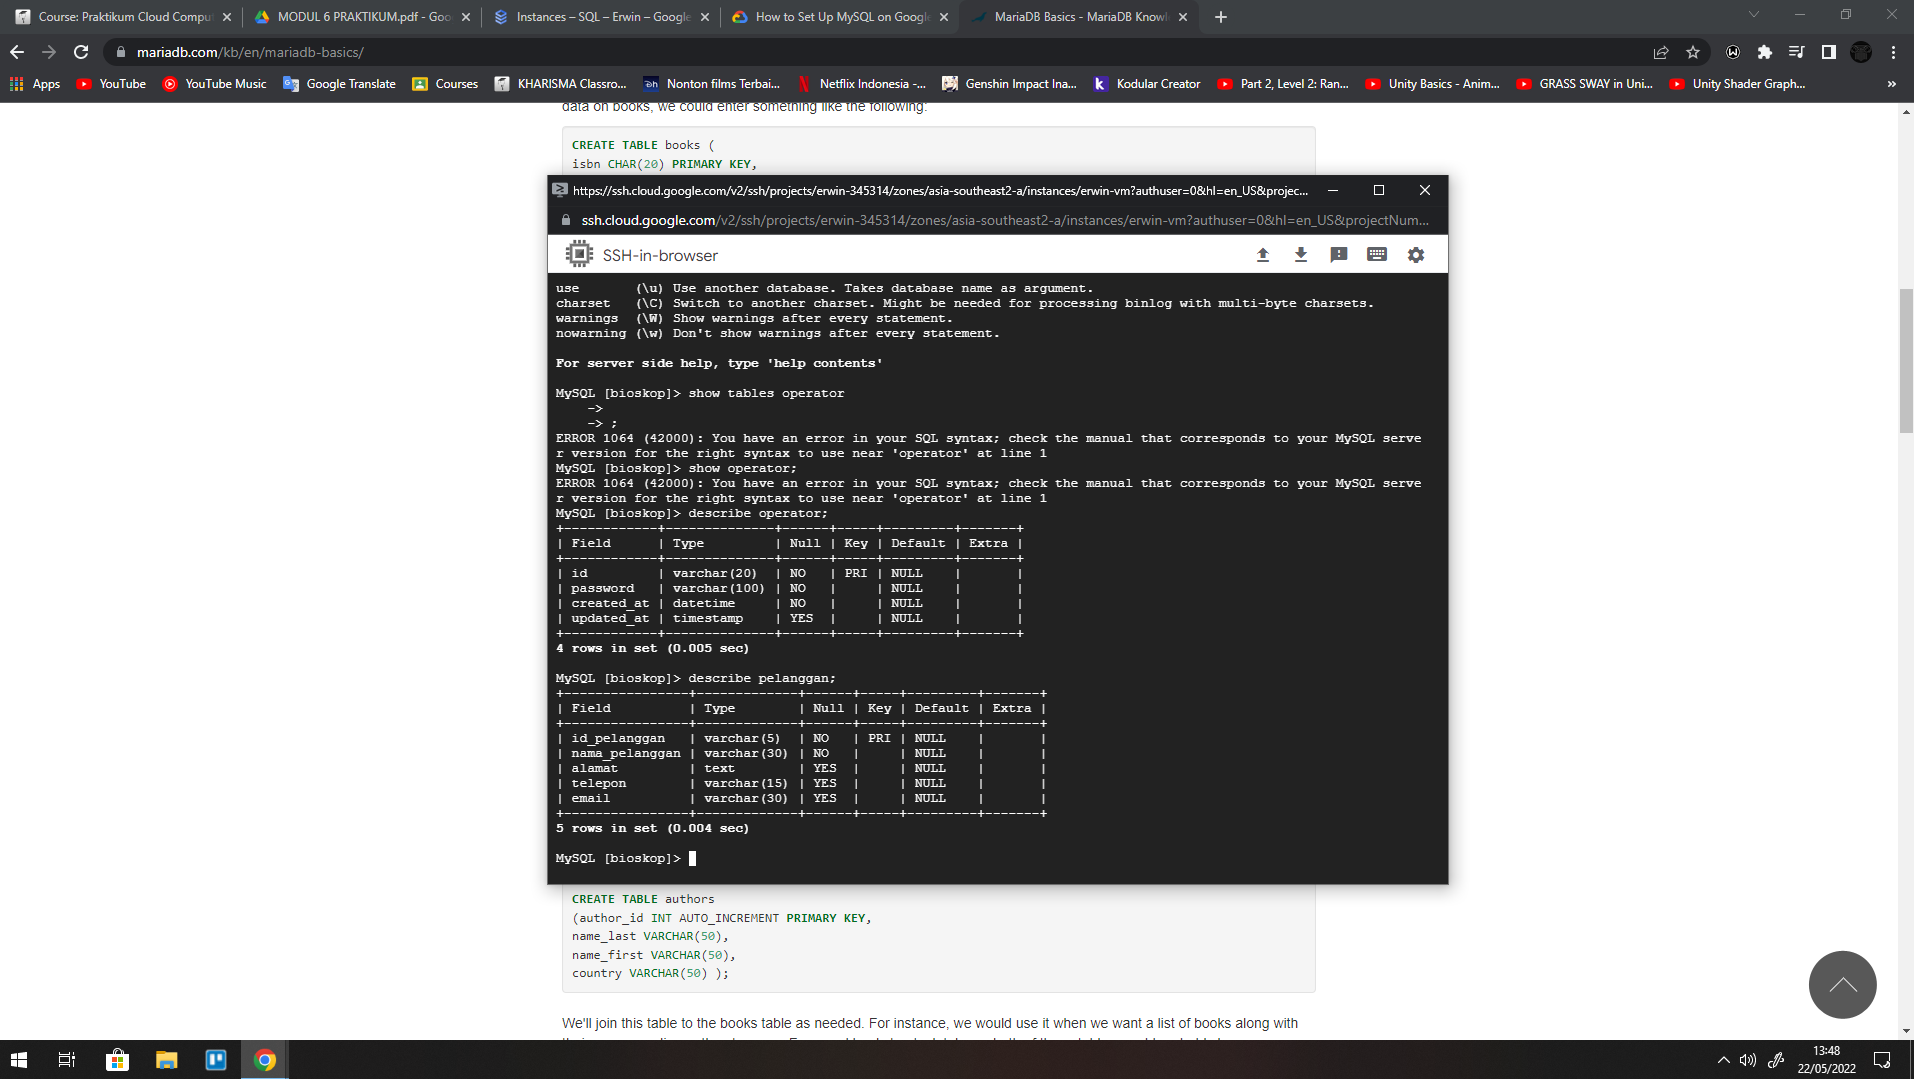 Course: Praktikum Cloud Compu
MODUL 6 PRAKTIKUM.pdf - Goo
Instances – SQL – Erwin – Google
How to Set Up MySQL on Google
MariaDB Basics - MariaDB Knowl
mariadb.com/kb/en/mariadb-basics/
Apps
YouTube
YouTube Music
Google Translate
Courses
KHARISMA Classro...
Nonton films Terbai...
Netflix Indonesia -...
Genshin Impact Ina...
Kodular Creator
Part 2, Level 2: Ran...
Unity Basics - Anim...
GRASS SWAY in Uni...
Unity Shader Graph...
»
data on books, we could enter something like the following:
CREATE TABLE books (
isbn CHAR(20) PRIMARY KEY,
https://ssh.cloud.google.com/v2/ssh/projects/erwin-345314/zones/asia-southeast2-a/instances/erwin-vm?authuser=0&hl=en_US&projec...
ssh.cloud.google.com/v2/ssh/projects/erwin-345314/zones/asia-southeast2-a/instances/erwin-vm?authuser=0&hl=en_US&projectNum...
SSH-in-browser
use       (\u) Use another database. Takes database name as argument.
charset   (\C) Switch to another charset. Might be needed for processing binlog with multi-byte charsets.
warnings  (\W) Show warnings after every statement.
nowarning (\w) Don't show warnings after every statement.
For server side help, type 'help contents'
MySQL [bioskop]> show tables operator
    ->
    -> ;
ERROR 1064 (42000): You have an error in your SQL syntax; check the manual that corresponds to your MySQL serve
r version for the right syntax to use near 'operator' at line 1
MySQL [bioskop]> show operator;
ERROR 1064 (42000): You have an error in your SQL syntax; check the manual that corresponds to your MySQL serve
r version for the right syntax to use near 'operator' at line 1
MySQL [bioskop]> describe operator;
+------------+--------------+------+-----+---------+-------+
| Field      | Type         | Null | Key | Default | Extra |
+------------+--------------+------+-----+---------+-------+
| id         | varchar(20)  | NO   | PRI | NULL    |       |
| password   | varchar(100) | NO   |     | NULL    |       |
| created_at | datetime     | NO   |     | NULL    |       |
| updated_at | timestamp    | YES  |     | NULL    |       |
+------------+--------------+------+-----+---------+-------+
4 rows in set (0.005 sec)
MySQL [bioskop]> describe pelanggan;
+----------------+-------------+------+-----+---------+-------+
| Field          | Type        | Null | Key | Default | Extra |
+----------------+-------------+------+-----+---------+-------+
| id_pelanggan   | varchar(5)  | NO   | PRI | NULL    |       |
| nama_pelanggan | varchar(30) | NO   |     | NULL    |       |
| alamat         | text        | YES  |     | NULL    |       |
| telepon        | varchar(15) | YES  |     | NULL    |       |
| email          | varchar(30) | YES  |     | NULL    |       |
+----------------+-------------+------+-----+---------+-------+
5 rows in set (0.004 sec)
MySQL [bioskop]>
CREATE TABLE authors
(author_id INT AUTO_INCREMENT PRIMARY KEY,
name_last VARCHAR(50),
name_first VARCHAR(50),
country VARCHAR(50) );
We'll join this table to the books table as needed. For instance, we would use it when we want a list of books along with
13:48
22/05/2022